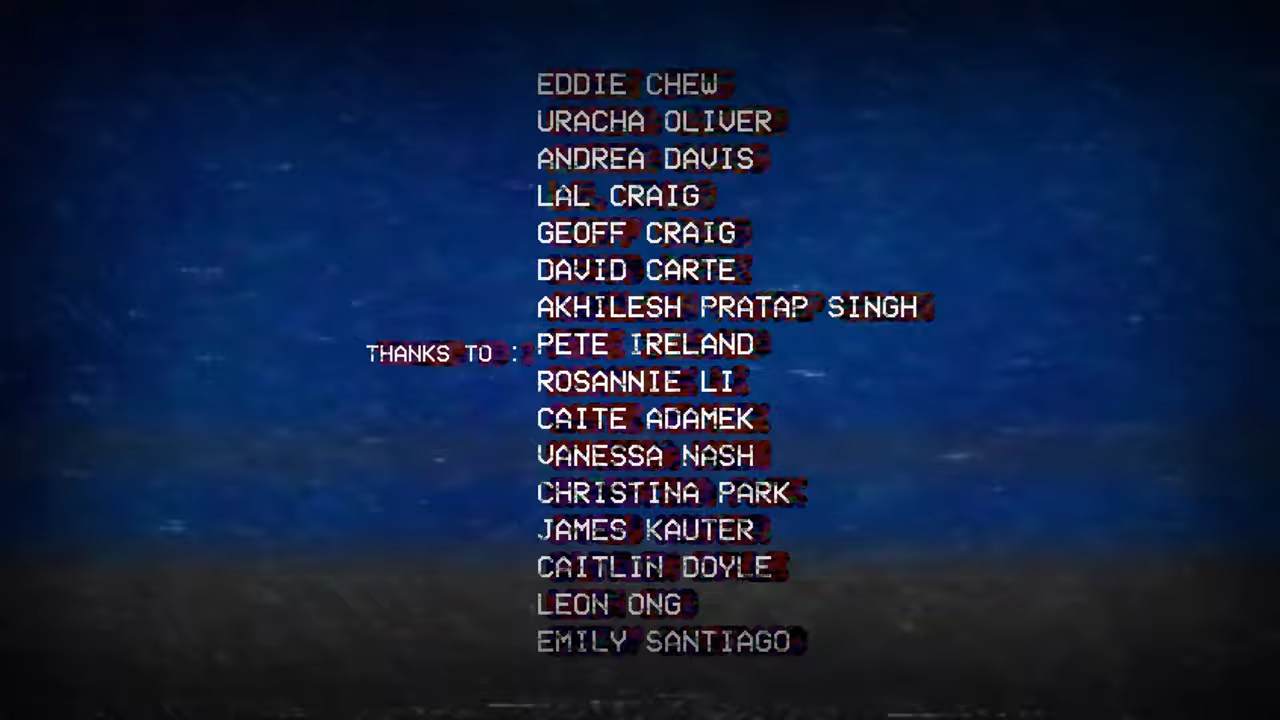 EDDIE CHEW
URACHA OLIVER
ANDREA DAVIS
LAL CRAIG
GEOFF CRAIG
DAVID CARTE
AKHILESH PRATAP SINGH
THANKS TO : PETE IRELAND
ROSANNIE LI
CAITE ADAMEK
VANESSA NASH
CHRISTINA PARK
JAMES KAUTER
CAITLIN DOYLE
LEON ONG
EMILY SANTIAGO